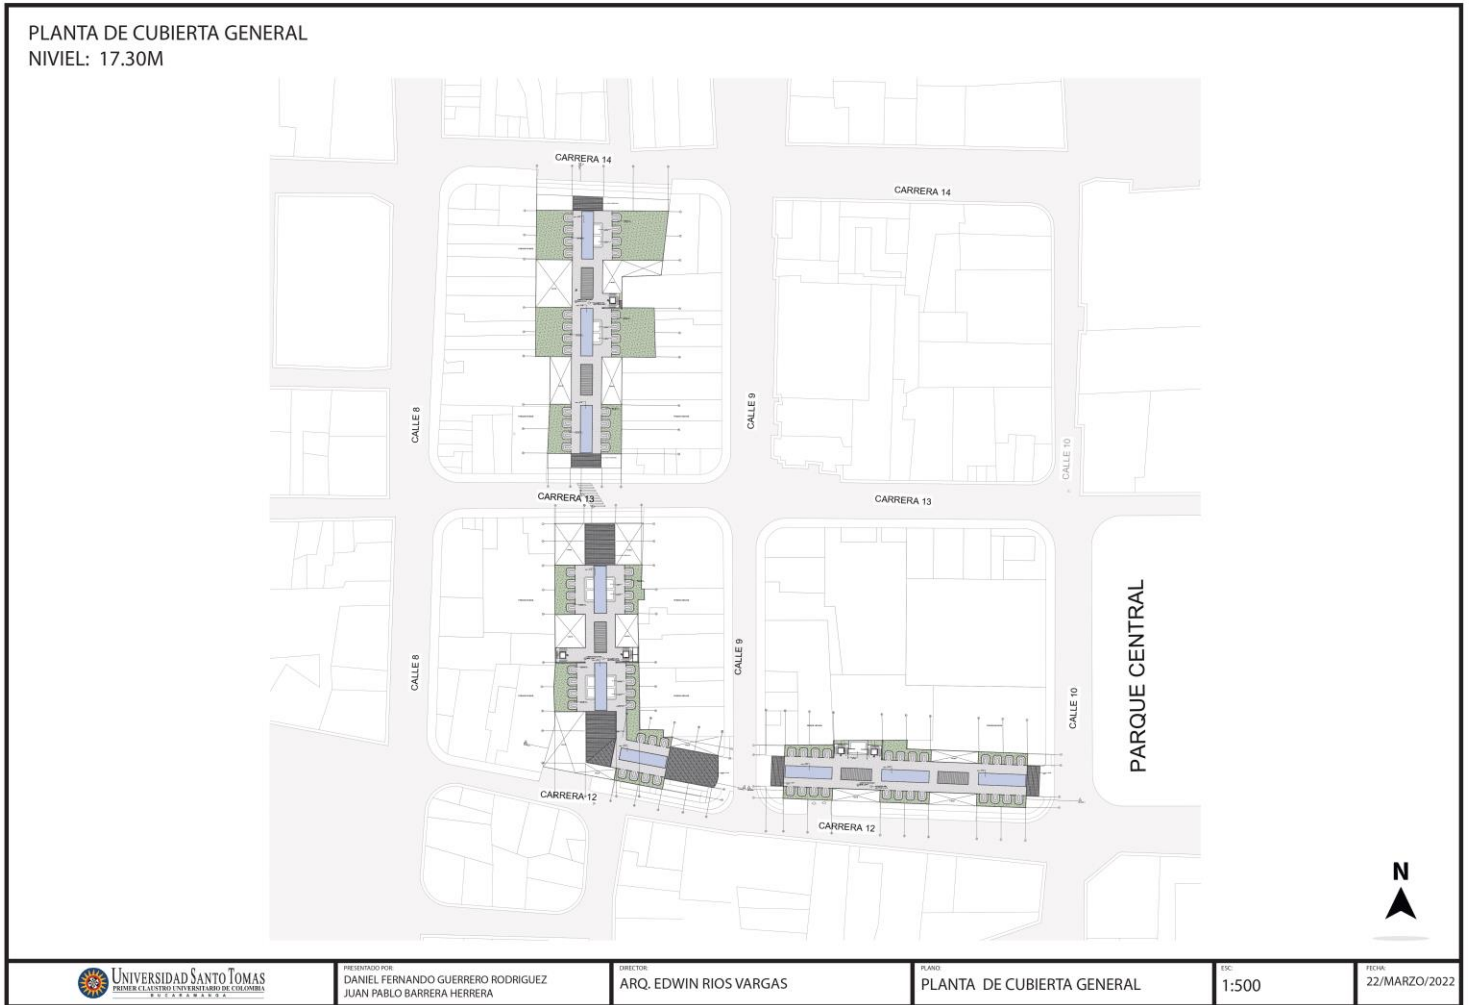 PLANTA DE CUBIERTA GENERAL
NIVIEL: 17.30M
CARRERA 14
CARRERA 14
CALLE 8
CALLE 9
CALLE 10
CARRERA 13
CARRERA 13
CALLE 8
CALLE 9
CALLE 10
PARQUE CENTRAL
CARRERA 12
CARRERA 12
N
UNIVERSIDAD SANTO TOMAS
PRIMER CLAUSTRO UNIVERSITARIO DE COLOMBIA
BUCARAMANGA
PRESENTADO POR:
DANIEL FERNANDO GUERRERO RODRIGUEZ
JUAN PABLO BARRERA HERRERA
DIRECTOR:
ARQ. EDWIN RIOS VARGAS
PLANO:
PLANTA DE CUBIERTA GENERAL
ESC:
1:500
FECHA:
22/MARZO/2022